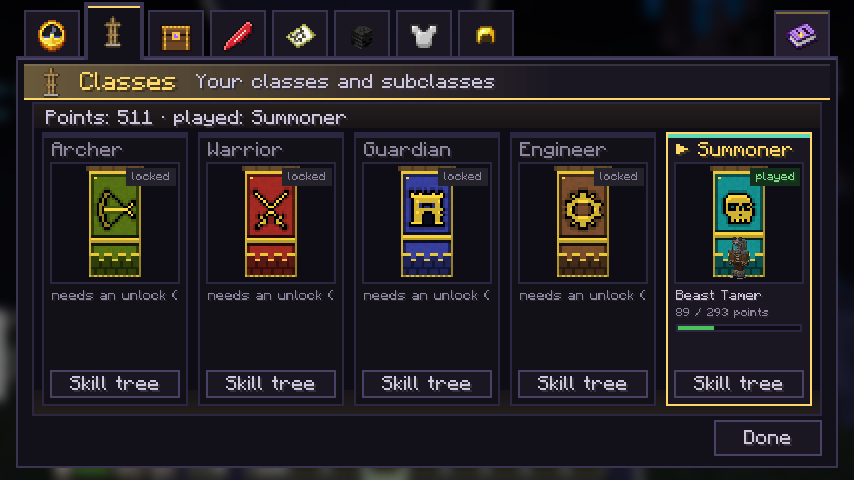 Classes Your classes and subclasses
Points: 511 · played: Summoner
Archer
locked
needs an unlock
Skill tree
Warrior
locked
needs an unlock
Skill tree
Guardian
locked
needs an unlock
Skill tree
Engineer
locked
needs an unlock
Skill tree
► Summoner
played
Beast Tamer
89 / 293 points
Skill tree
Done